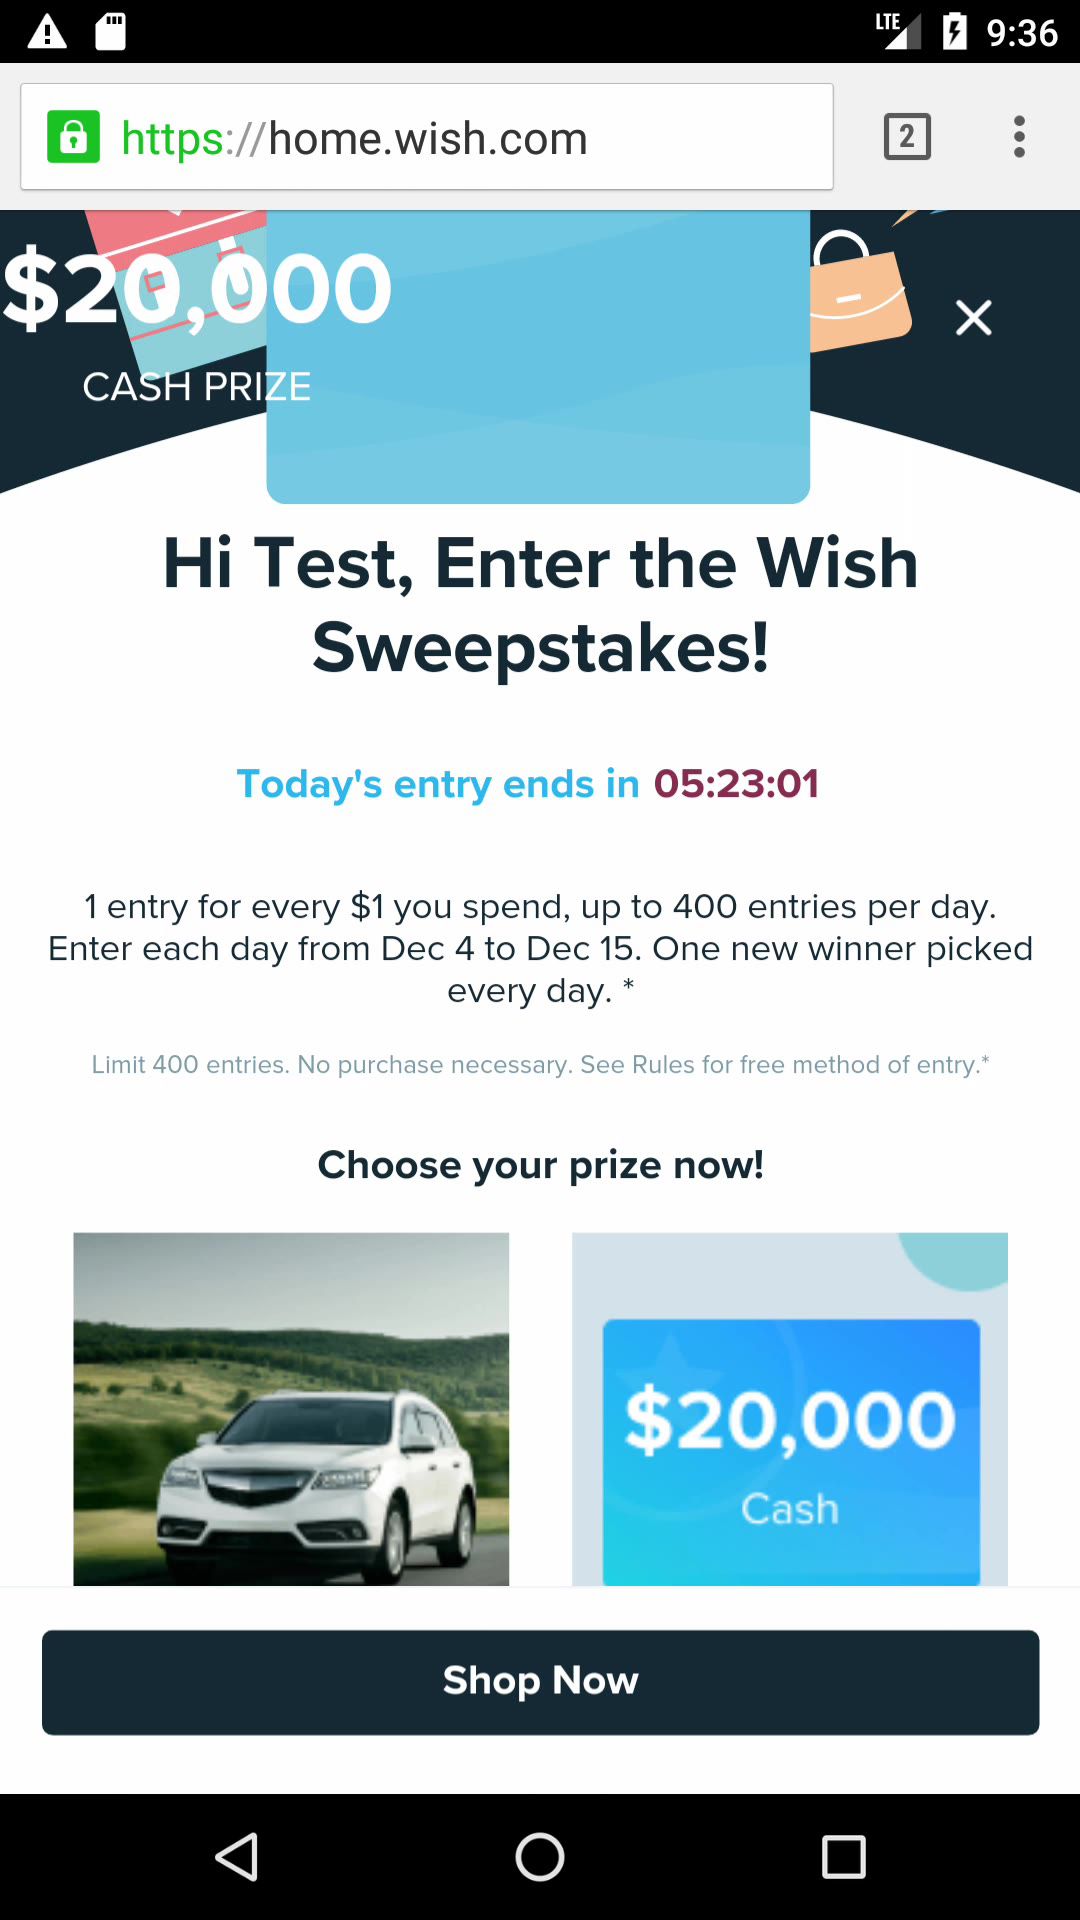 LTE 9:36
https://home.wish.com
2
$20,000
CASH PRIZE
Hi Test, Enter the Wish
Sweepstakes!
Today's entry ends in 05:23:01
1 entry for every $1 you spend, up to 400 entries per day.
Enter each day from Dec 4 to Dec 15. One new winner picked
every day. *
Limit 400 entries. No purchase necessary. See Rules for free method of entry.*
Choose your prize now!
$20,000
Cash
Shop Now